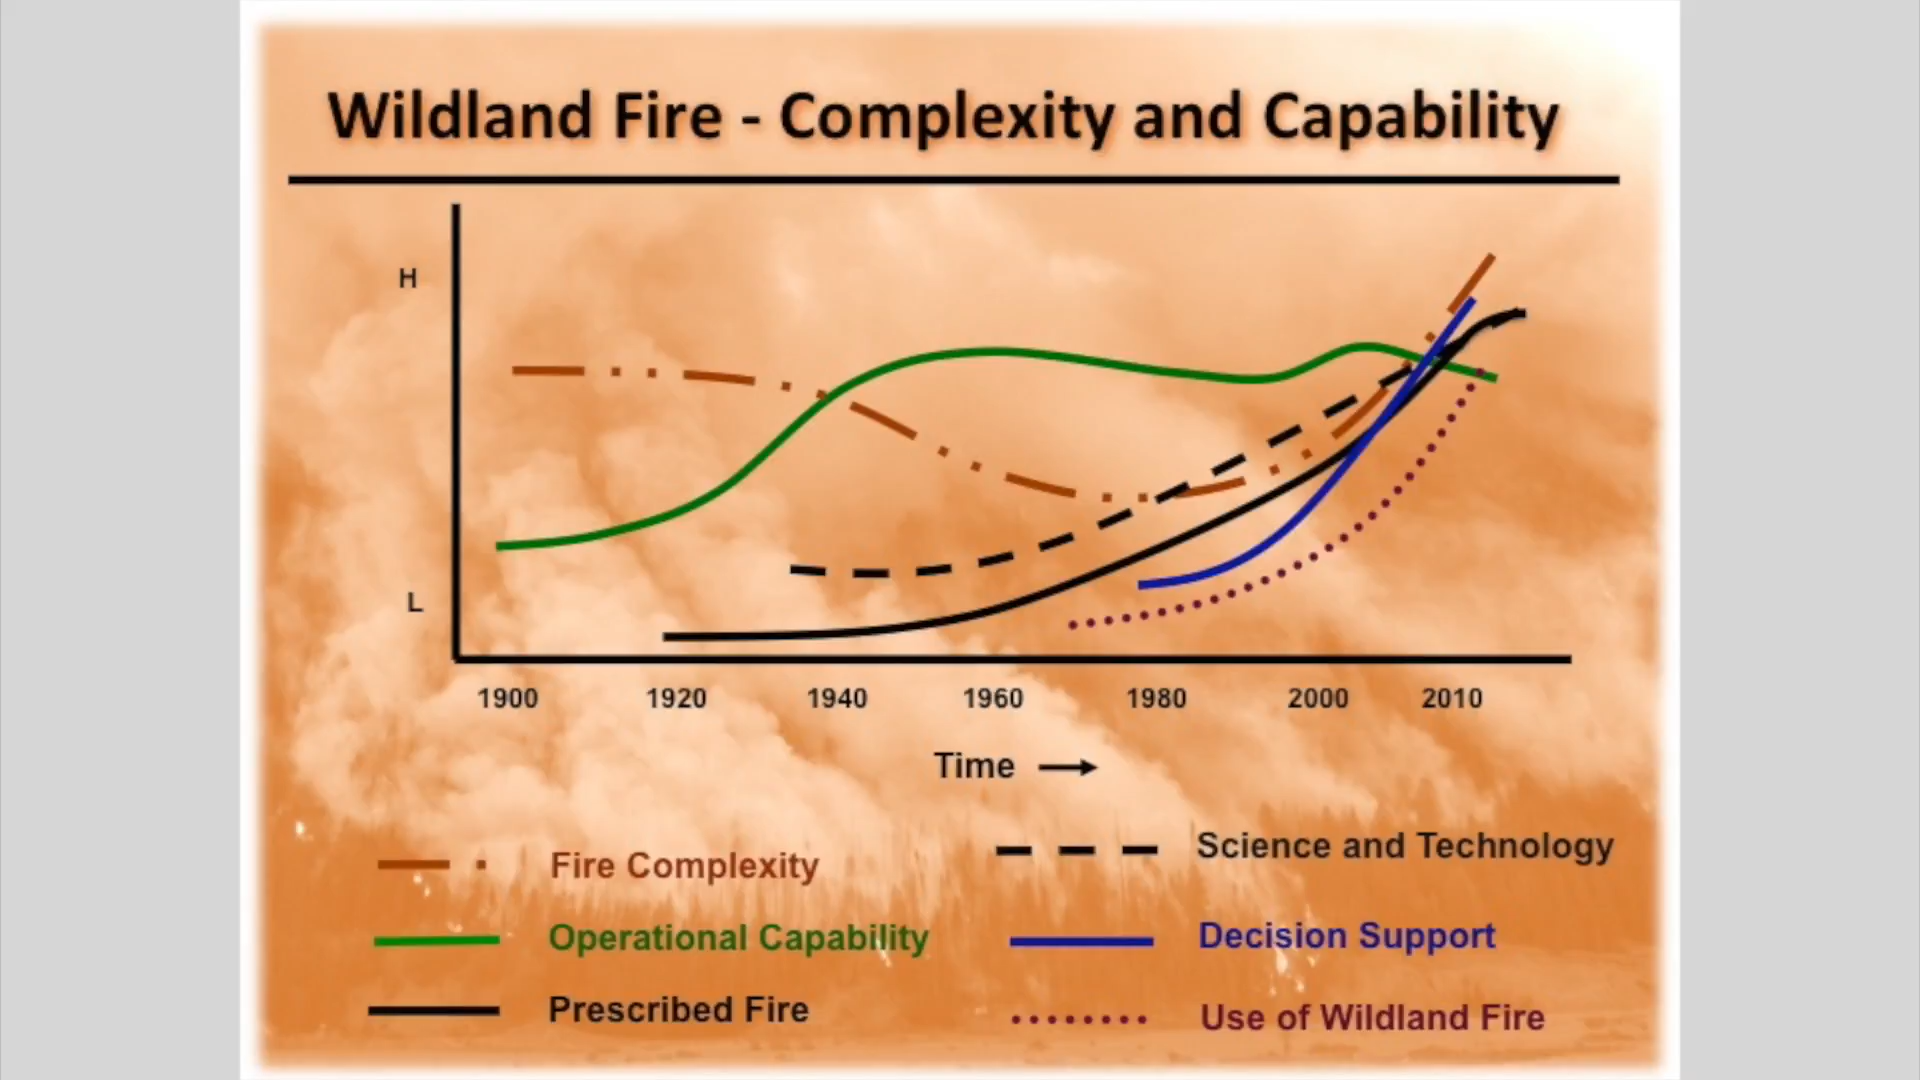 Wildland Fire - Complexity and Capability
H
L
1900 1920 1940 1960 1980 2000 2010
Time
Fire Complexity
Science and Technology
Operational Capability
Decision Support
Prescribed Fire
Use of Wildland Fire